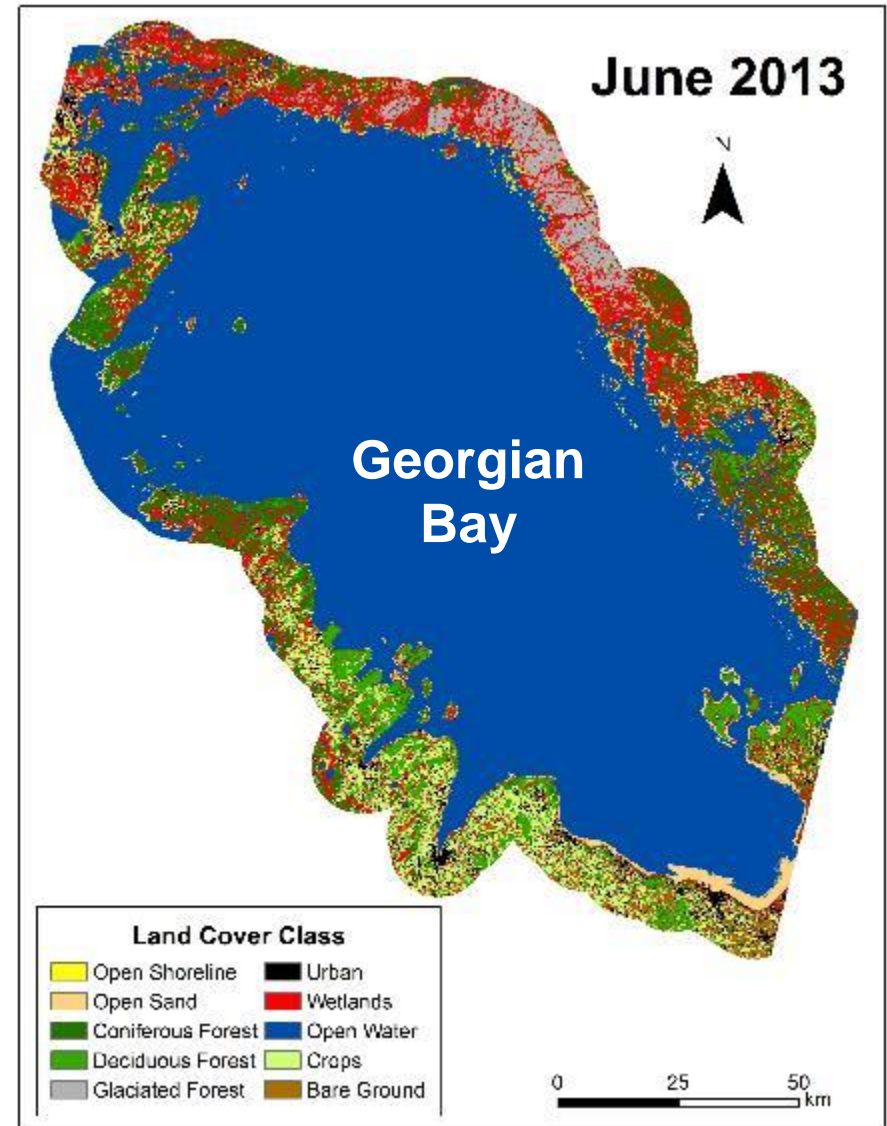 June 2013
N
Georgian
Bay
Land Cover Class
Open Shoreline
Urban
Open Sand
Wetlands
Coniferous Forest
Open Water
Deciduous Forest
Crops
Glaciated Forest
Bare Ground
0 25 50
km